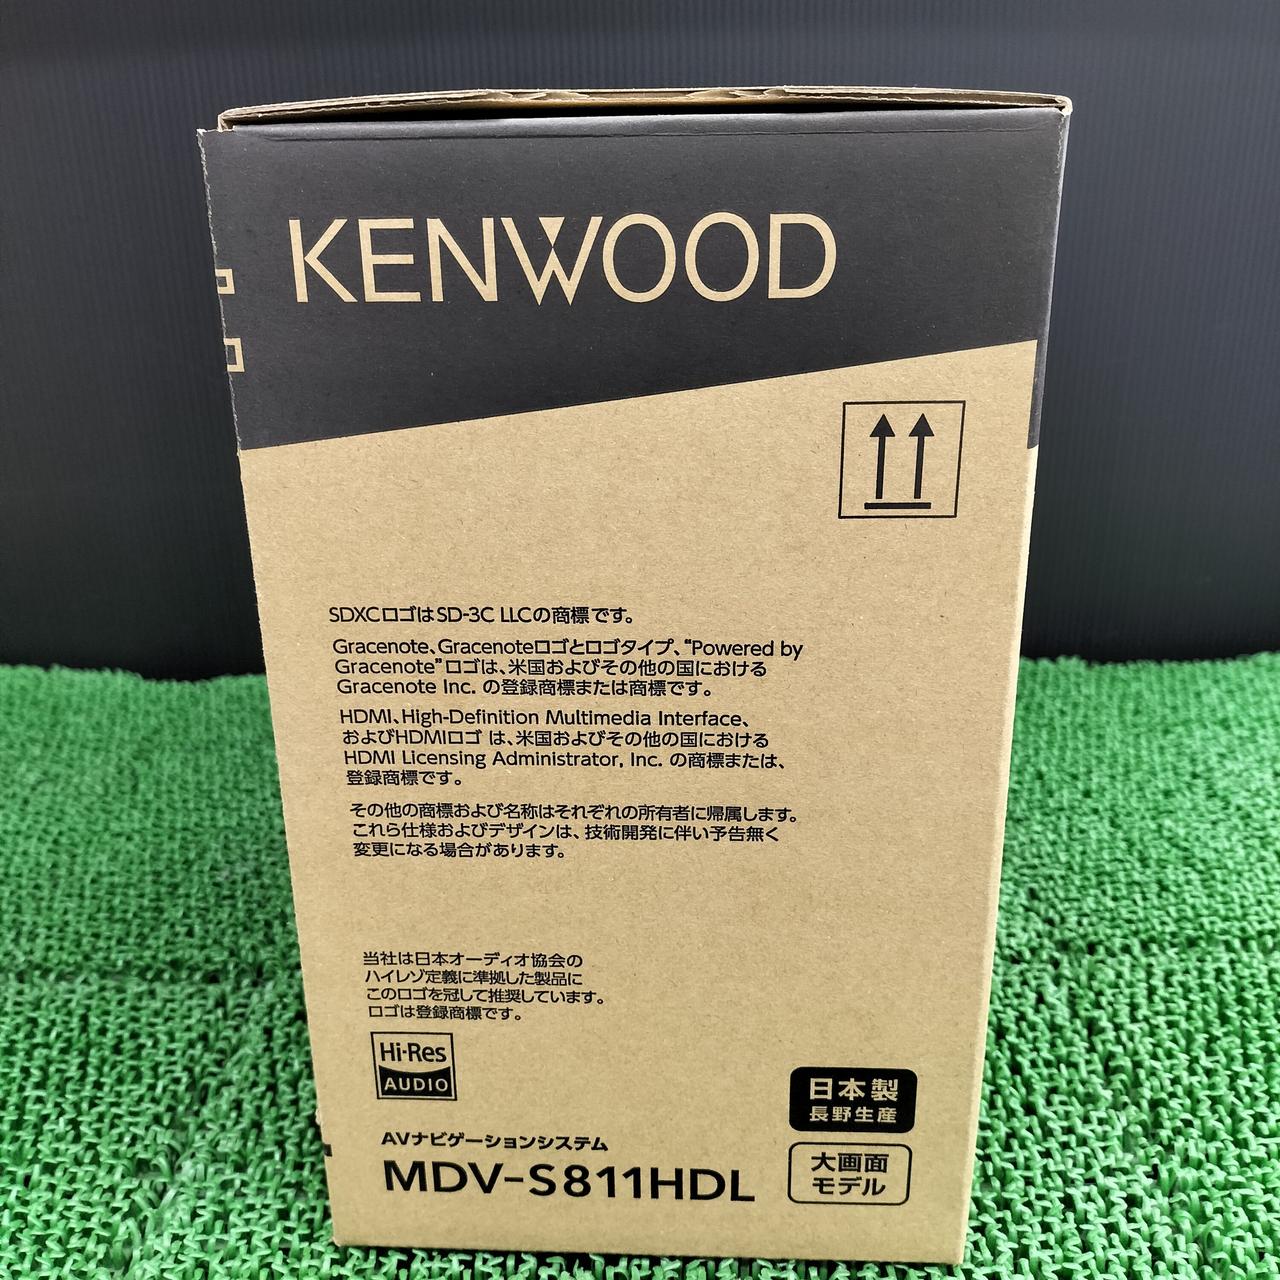 KENWOOD
SDXCロゴはSD-3C LLCの商標です。
Gracenote、Gracenoteロゴとロゴタイプ、“Powered by
Gracenote”ロゴは、米国およびその他の国における
Gracenote Inc. の登録商標または商標です。
HDMI、High-Definition Multimedia Interface、
およびHDMIロゴ は、米国およびその他の国における
HDMI Licensing Administrator, Inc. の商標または、
登録商標です。
その他の商標および名称はそれぞれの所有者に帰属します。
これら仕様およびデザインは、技術開発に伴い予告無く
変更になる場合があります。
当社は日本オーディオ協会の
ハイレゾ定義に準拠した製品に
このロゴを冠して推奨しています。
ロゴは登録商標です。
Hi-Res
AUDIO
日本製
長野生産
AVナビゲーションシステム
MDV-S811HDL
大画面
モデル